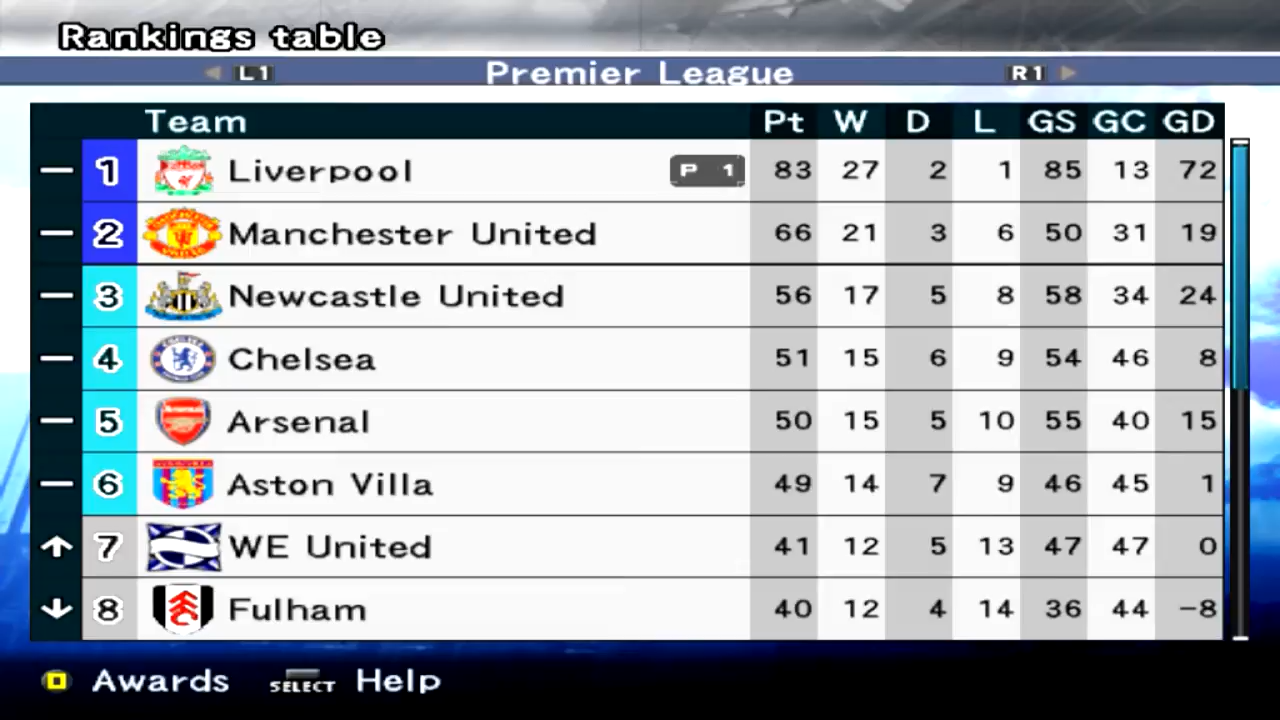 Rankings table
L1 Premier League R1
Team Pt W D L GS GC GD
1 Liverpool P 1 83 27 2 1 85 13 72
2 Manchester United 66 21 3 6 50 31 19
3 Newcastle United 56 17 5 8 58 34 24
4 Chelsea 51 15 6 9 54 46 8
5 Arsenal 50 15 5 10 55 40 15
6 Aston Villa 49 14 7 9 46 45 1
7 WE United 41 12 5 13 47 47 0
8 Fulham 40 12 4 14 36 44 -8
Awards SELECT Help